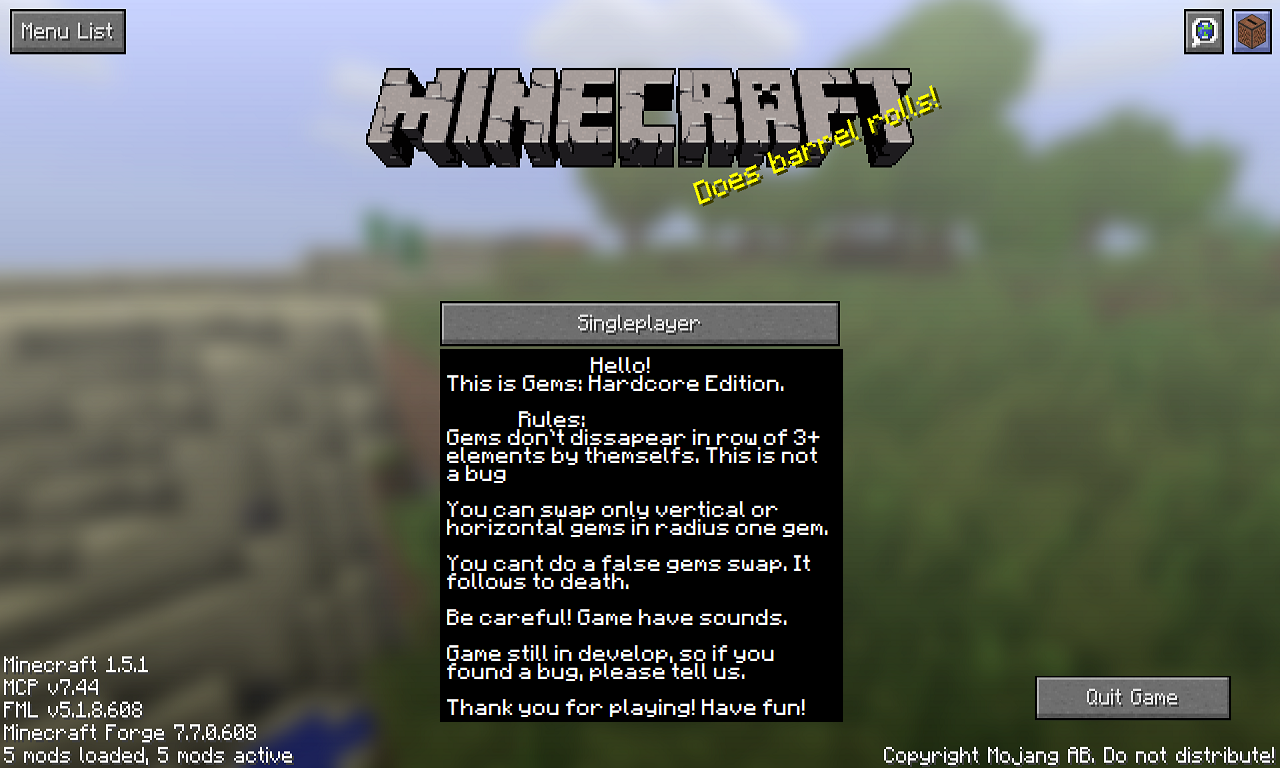 Menu List
MINECRAFT
Does barrel rolls!
Singleplayer
Hello!
This is Gems: Hardcore Edition.
Rules:
Gems don't dissapear in row of 3+
elements by themselfs. This is not
a bug
You can swap only vertical or
horizontal gems in radius one gem.
You cant do a false gems swap. It
follows to death.
Be careful! Game have sounds.
Game still in develop, so if you
found a bug, please tell us.
Thank you for playing! Have fun!
Quit Game
Minecraft 1.5.1
MCP v7.44
FML v5.1.8.608
Minecraft Forge 7.7.0.608
5 mods loaded, 5 mods active
Copyright Mojang AB. Do not distribute!